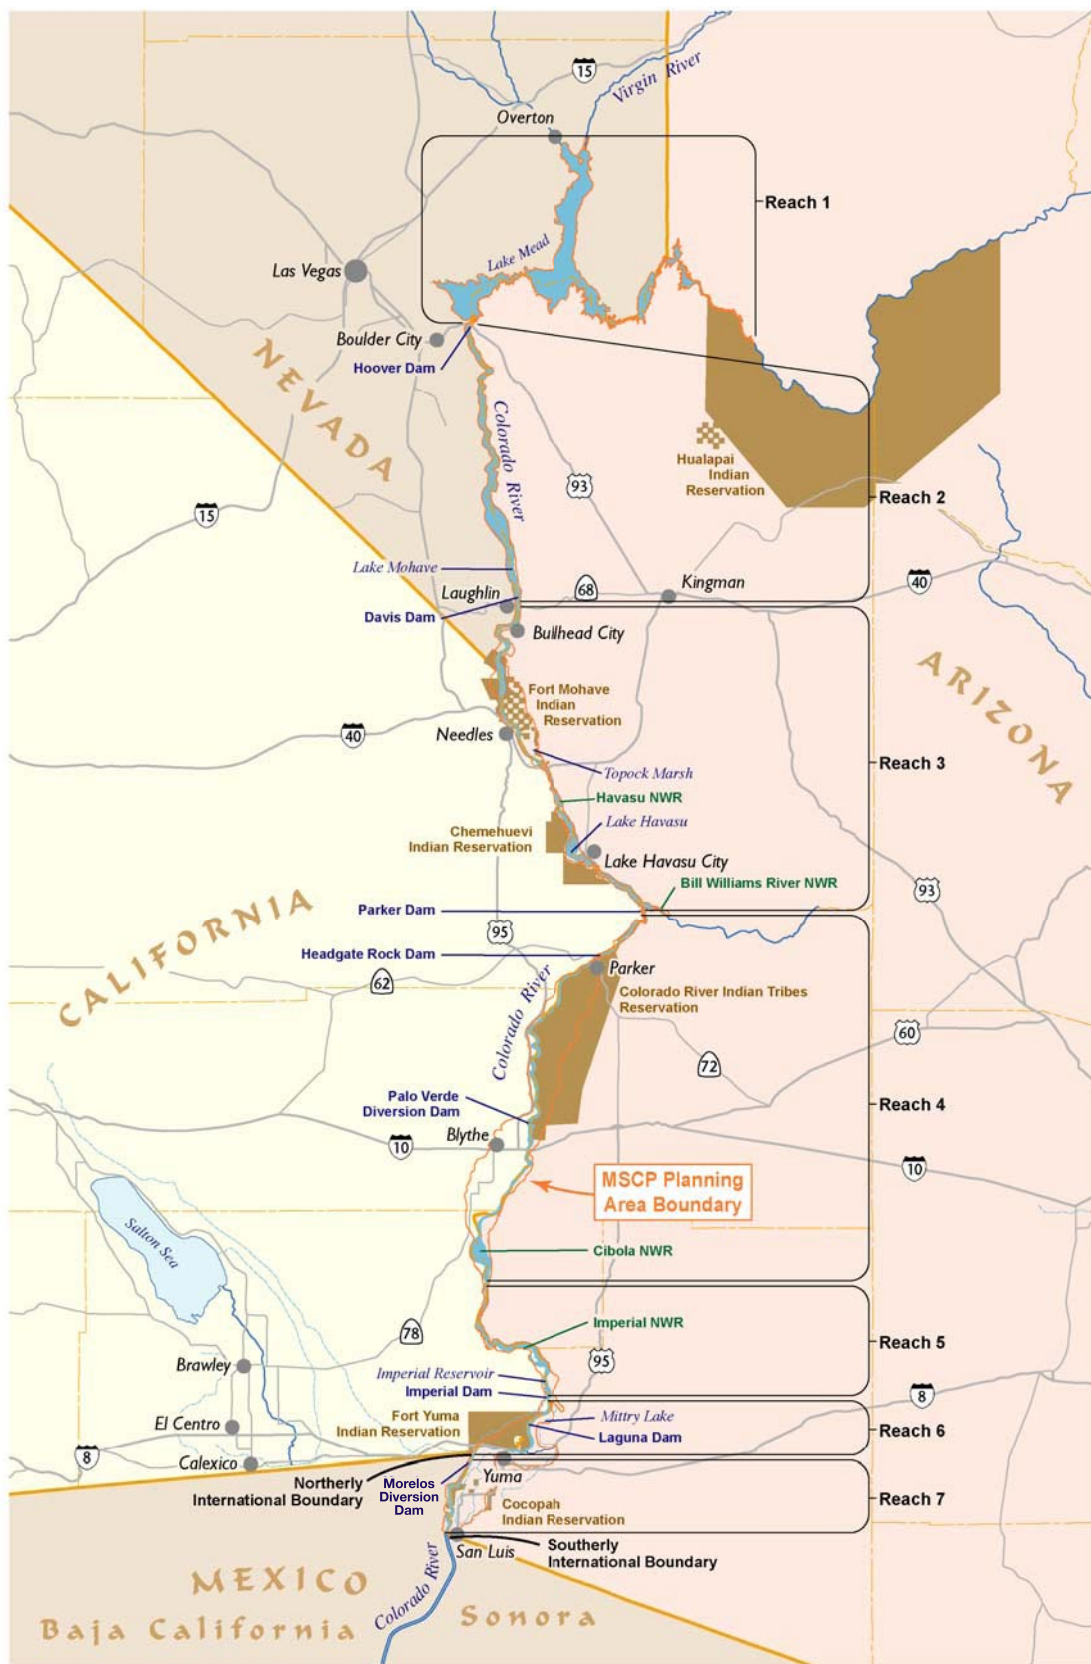 15
Virgin River
Overton
Reach 1
Lake Mead
Las Vegas
Boulder City
Hoover Dam
NEVADA
Colorado River
Hualapai
Indian
Reservation
93
Reach 2
15
Lake Mohave
Kingman
40
Laughlin
68
Davis Dam
Bullhead City
ARIZONA
Fort Mohave
Indian
Reservation
40
Needles
Reach 3
Topock Marsh
Havasu NWR
Lake Havasu
Chemehuevi
Indian Reservation
Lake Havasu City
Bill Williams River NWR
93
CALIFORNIA
Parker Dam
95
Headgate Rock Dam
Parker
62
Colorado River
Colorado River Indian Tribes
Reservation
60
72
Palo Verde
Diversion Dam
Reach 4
Blythe
10
10
MSCP Planning
Area Boundary
Salton Sea
Cibola NWR
78
Imperial NWR
Reach 5
95
Brawley
Imperial Reservoir
Imperial Dam
8
El Centro
Fort Yuma
Indian Reservation
Mittry Lake
Laguna Dam
Reach 6
8
Calexico
Northerly
International Boundary
Morelos
Diversion
Dam
Yuma
Cocopah
Indian Reservation
Reach 7
San Luis
Southerly
International Boundary
MEXICO
Colorado River
Baja California
Sonora